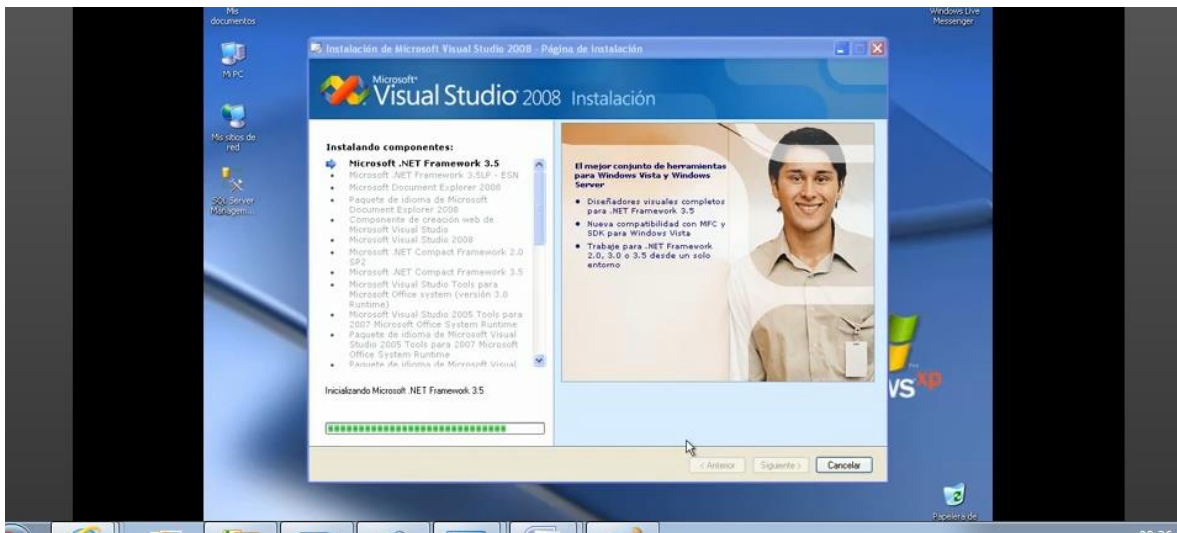 Mis
documentos
Windows Live
Messenger
Mi PC
Mis sitios de
red
SQL Server
Managem...
Instalación de Microsoft Visual Studio 2008 - Página de instalación
Microsoft
Visual Studio 2008 Instalación
Instalando componentes:
Microsoft .NET Framework 3.5
Microsoft .NET Framework 3.5LP - ESN
Microsoft Document Explorer 2008
Paquete de idioma de Microsoft
Document Explorer 2008
Componente de creación web de
Microsoft Visual Studio
Microsoft Visual Studio 2008
Microsoft .NET Compact Framework 2.0
SP2
Microsoft .NET Compact Framework 3.5
Microsoft Visual Studio Tools para
Microsoft Office system (versión 3.0
Runtime)
Microsoft Visual Studio 2005 Tools para
2007 Microsoft Office System Runtime
Paquete de idioma de Microsoft Visual
Studio 2005 Tools para 2007 Microsoft
Office System Runtime
Paquete de idioma de Microsoft Visual
Inicializando Microsoft .NET Framework 3.5
El mejor conjunto de herramientas
para Windows Vista y Windows
Server
Diseñadores visuales completos
para .NET Framework 3.5
Nueva compatibilidad con MFC y
SDK para Windows Vista
Trabaje para .NET Framework
2.0, 3.0 o 3.5 desde un solo
entorno
< Anterior
Siguiente >
Cancelar
xp
Papelera de